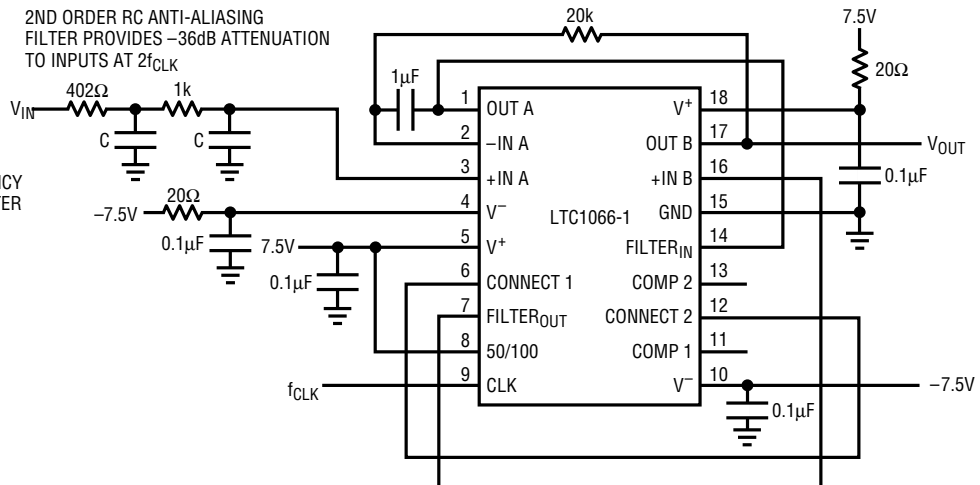 2ND ORDER RC ANTI-ALIASING
FILTER PROVIDES –36dB ATTENUATION
TO INPUTS AT 2fCLK
20k
7.5V
20Ω
1µF
VIN
402Ω
1k
C
C
1
OUT A
2
–IN A
3
+IN A
4
V–
5
V+
6
CONNECT 1
7
FILTEROUT
8
50/100
9
CLK
LTC1066-1
V+
18
OUT B
17
+IN B
16
GND
15
FILTERIN
14
COMP 2
13
CONNECT 2
12
COMP 1
11
V–
10
VOUT
0.1µF
TER
–7.5V
20Ω
0.1µF
7.5V
0.1µF
fCLK
–7.5V
0.1µF